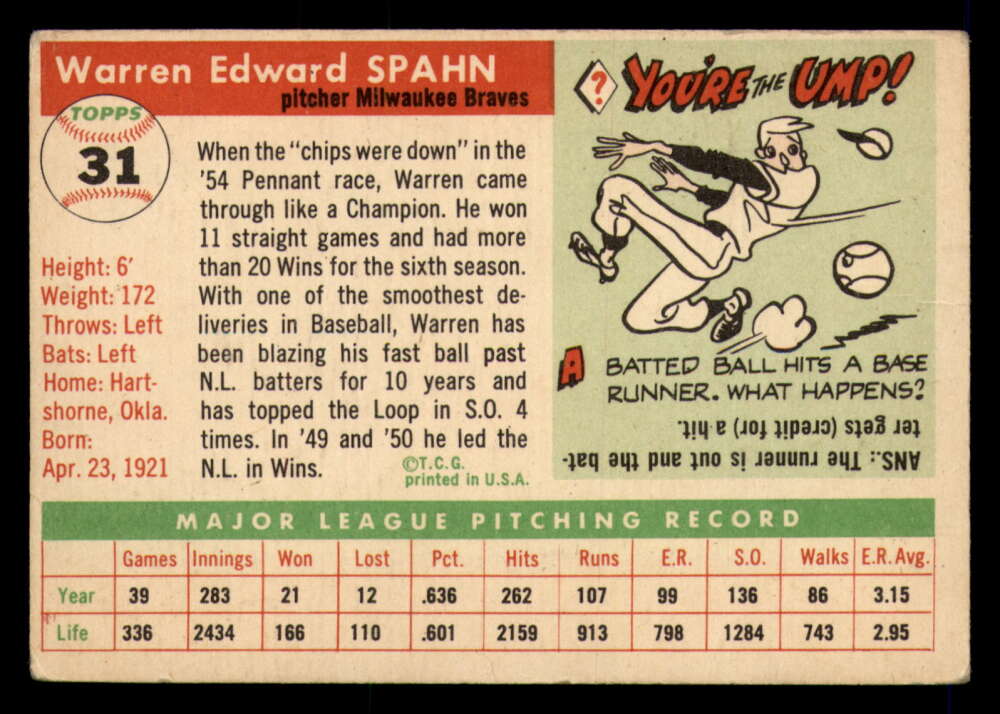 Warren Edward SPAHN
pitcher Milwaukee Braves
TOPPS
31
Height: 6'
Weight: 172
Throws: Left
Bats: Left
Home: Hart-
shorne, Okla.
Born:
Apr. 23, 1921
When the "chips were down" in the
'54 Pennant race, Warren came
through like a Champion. He won
11 straight games and had more
than 20 Wins for the sixth season.
With one of the smoothest de-
liveries in Baseball, Warren has
been blazing his fast ball past
N.L. batters for 10 years and
has topped the Loop in S.O. 4
times. In '49 and '50 he led the
N.L. in Wins.
©T.C.G.
printed in U.S.A.
? YOU'RE THE UMP!
A BATTED BALL HITS A BASE
RUNNER. WHAT HAPPENS?
ANS.: The runner is out and the bat-
ter gets (credit for) a hit.
MAJOR LEAGUE PITCHING RECORD
Games Innings Won Lost Pct. Hits Runs E.R. S.O. Walks E.R. Avg.
Year 39 283 21 12 .636 262 107 99 136 86 3.15
Life 336 2434 166 110 .601 2159 913 798 1284 743 2.95